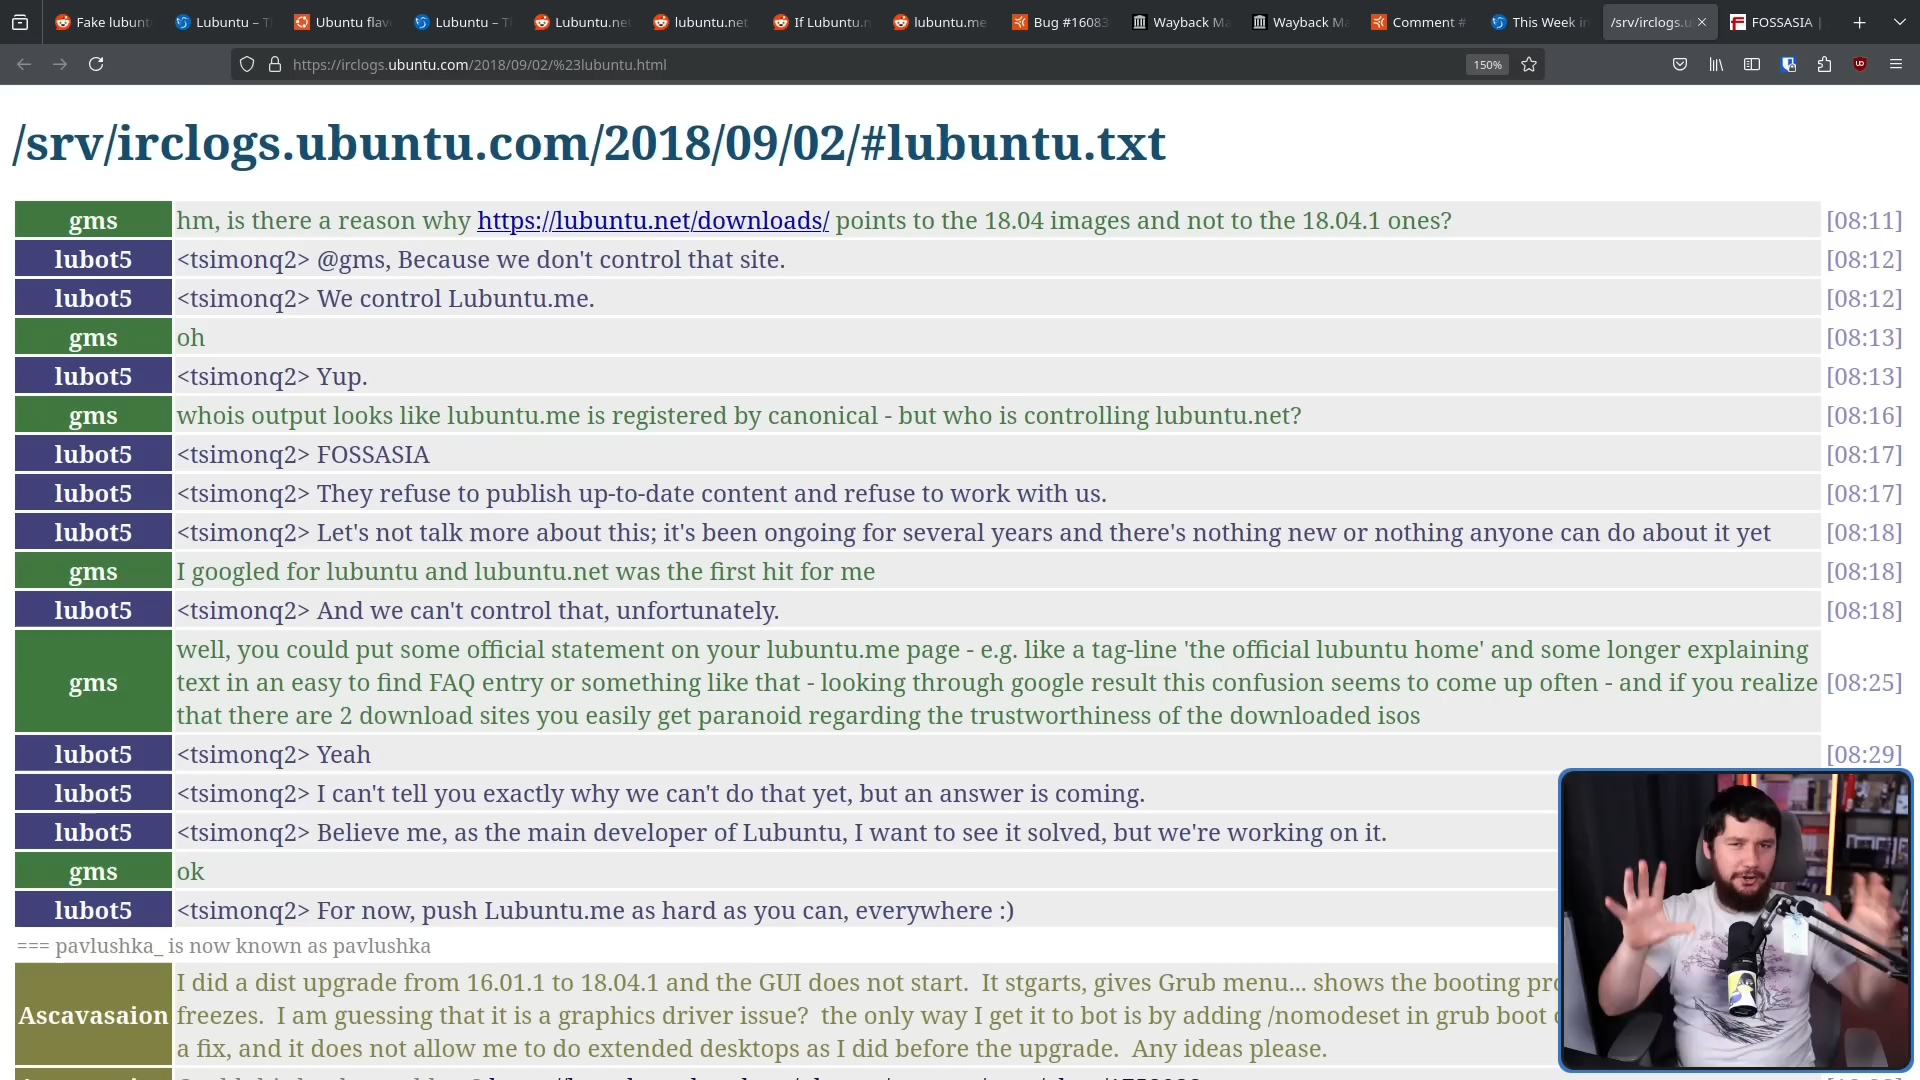 Fake lubunt
Lubuntu – T
Ubuntu flav
Lubuntu – T
Lubuntu.ne
lubuntu.net
If Lubuntu.n
lubuntu.me
Bug #16083
Wayback Ma
Wayback Ma
Comment #
This Week in
/srv/irclogs.u
FOSSASIA |
https://irclogs.ubuntu.com/2018/09/02/%23lubuntu.html
150%
/srv/irclogs.ubuntu.com/2018/09/02/#lubuntu.txt
gms hm, is there a reason why https://lubuntu.net/downloads/ points to the 18.04 images and not to the 18.04.1 ones? [08:11]
lubot5 <tsimonq2> @gms, Because we don't control that site. [08:12]
lubot5 <tsimonq2> We control Lubuntu.me. [08:12]
gms oh [08:13]
lubot5 <tsimonq2> Yup. [08:13]
gms whois output looks like lubuntu.me is registered by canonical - but who is controlling lubuntu.net? [08:16]
lubot5 <tsimonq2> FOSSASIA [08:17]
lubot5 <tsimonq2> They refuse to publish up-to-date content and refuse to work with us. [08:17]
lubot5 <tsimonq2> Let's not talk more about this; it's been ongoing for several years and there's nothing new or nothing anyone can do about it yet [08:18]
gms I googled for lubuntu and lubuntu.net was the first hit for me [08:18]
lubot5 <tsimonq2> And we can't control that, unfortunately. [08:18]
well, you could put some official statement on your lubuntu.me page - e.g. like a tag-line 'the official lubuntu home' and some longer explaining
gms text in an easy to find FAQ entry or something like that - looking through google result this confusion seems to come up often - and if you realize [08:25]
that there are 2 download sites you easily get paranoid regarding the trustworthiness of the downloaded isos
lubot5 <tsimonq2> Yeah [08:29]
lubot5 <tsimonq2> I can't tell you exactly why we can't do that yet, but an answer is coming.
lubot5 <tsimonq2> Believe me, as the main developer of Lubuntu, I want to see it solved, but we're working on it.
gms ok
lubot5 <tsimonq2> For now, push Lubuntu.me as hard as you can, everywhere :)
=== pavlushka_ is now known as pavlushka
I did a dist upgrade from 16.01.1 to 18.04.1 and the GUI does not start. It stgarts, gives Grub menu... shows the booting pro
Ascavasaion freezes. I am guessing that it is a graphics driver issue? the only way I get it to bot is by adding /nomodeset in grub boot
a fix, and it does not allow me to do extended desktops as I did before the upgrade. Any ideas please.